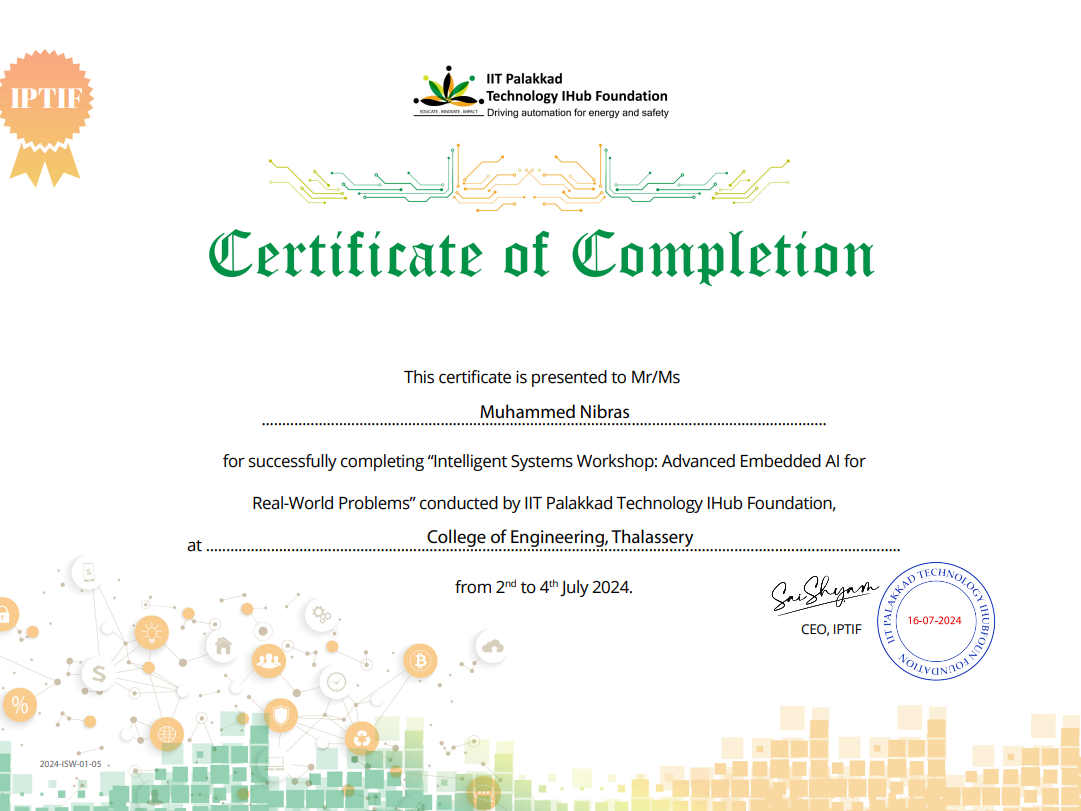 IPTIF
IIT Palakkad
Technology IHub Foundation
EDUCATE . INNOVATE . IMPACT
Driving automation for energy and safety
Certificate of Completion
This certificate is presented to Mr/Ms
Muhammed Nibras
for successfully completing “Intelligent Systems Workshop: Advanced Embedded AI for
Real-World Problems” conducted by IIT Palakkad Technology IHub Foundation,
at College of Engineering, Thalassery
from 2nd to 4th July 2024.
SaiShyam
CEO, IPTIF
IIT PALAKKAD TECHNOLOGY IHUBFOUN FOUNDATION
16-07-2024
2024-ISW-01-05